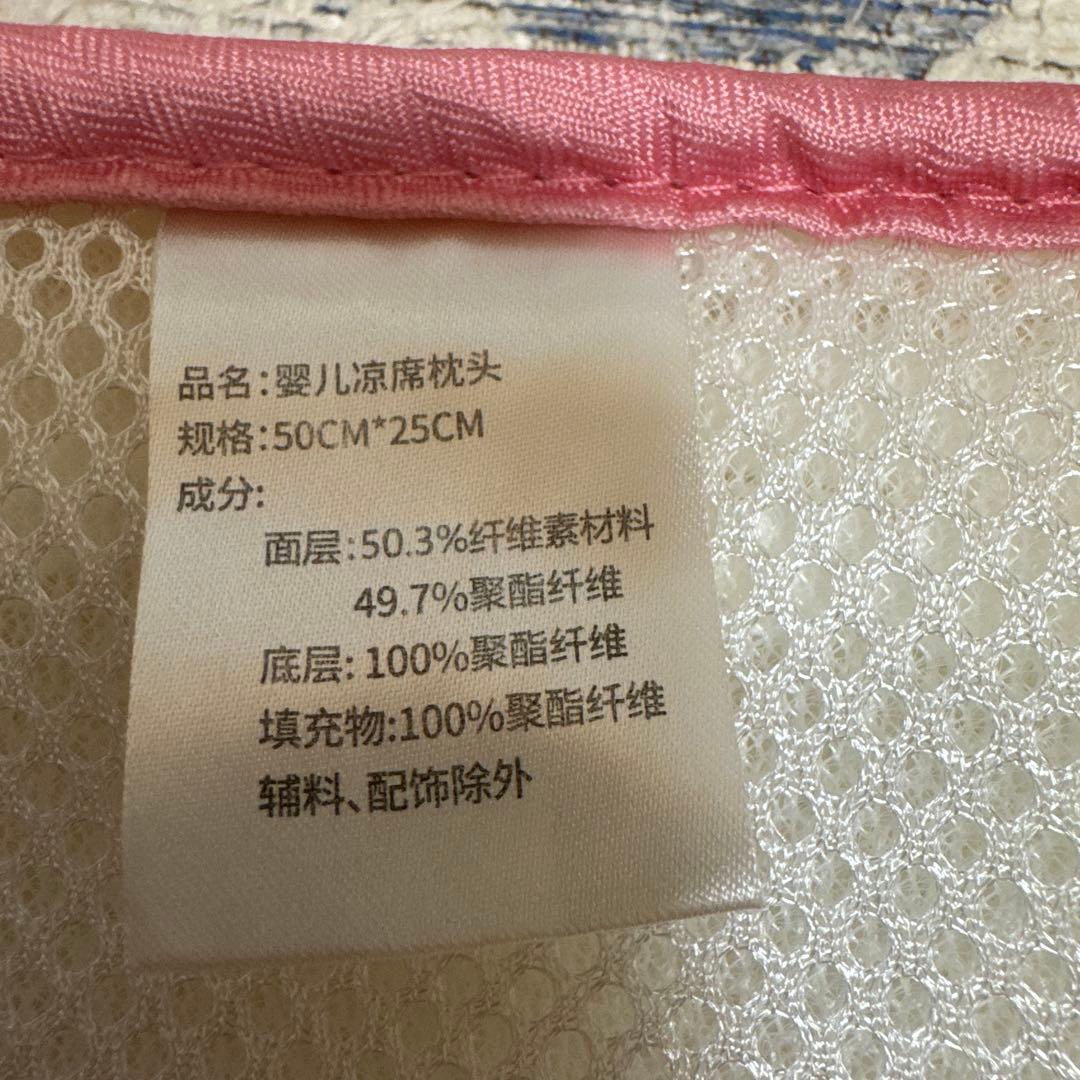 品名:婴儿凉席枕头
规格:50CM*25CM
成分:
面层:50.3%纤维素材料
49.7%聚酯纤维
底层:100%聚酯纤维
填充物:100%聚酯纤维
辅料、配饰除外